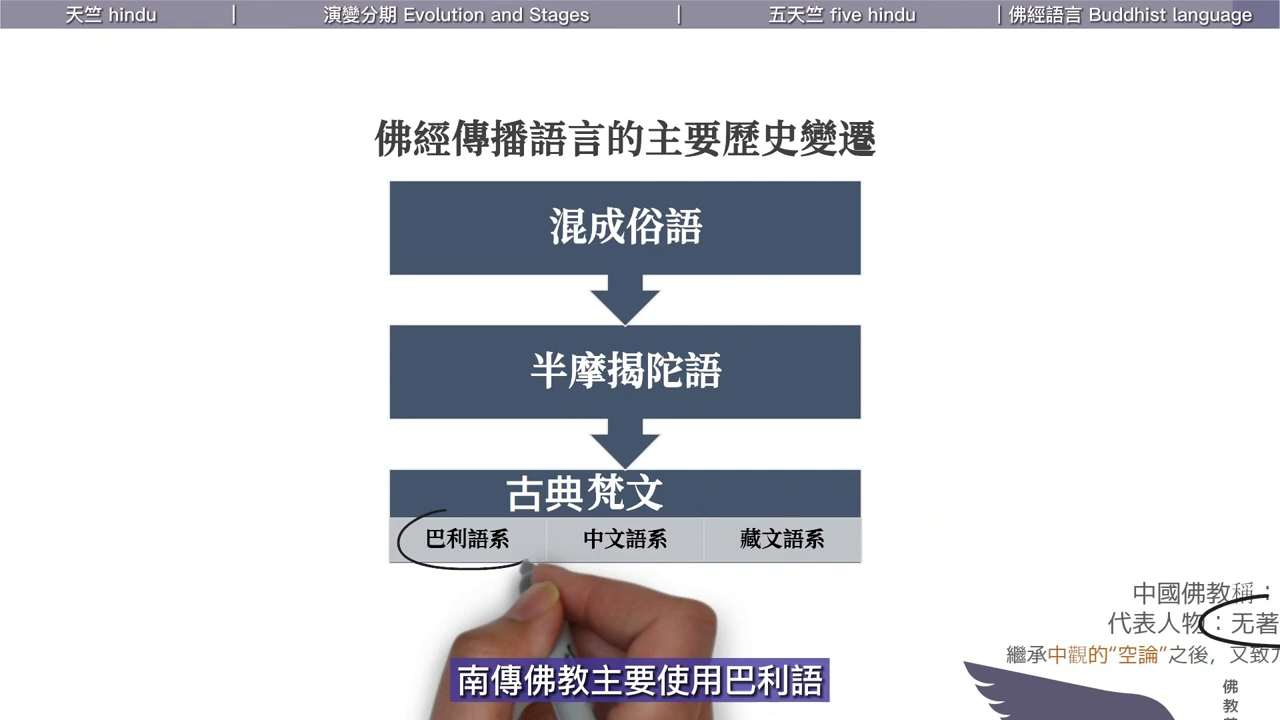 天竺 hindu | 演變分期 Evolution and Stages | 五天竺 five hindu | 佛經語言 Buddhist language
佛經傳播語言的主要歷史變遷
混成俗語
半摩揭陀語
古典梵文
巴利語系 中文語系 藏文語系
中國佛教稱：
代表人物：无著
繼承中觀的“空論”之後，又致力
佛
教
南傳佛教主要使用巴利語